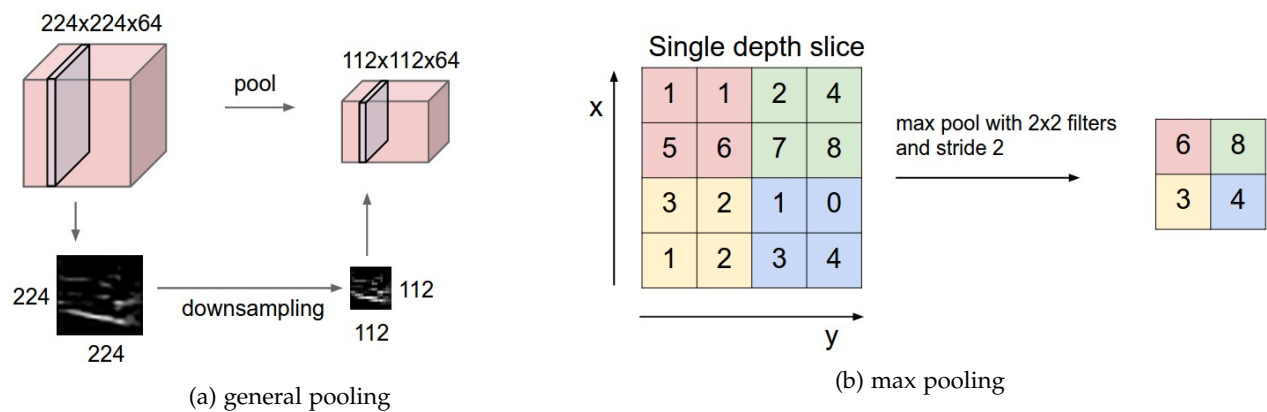 224x224x64
pool
112x112x64
224
224
downsampling
112
112
(a) general pooling
Single depth slice
x
1 1 2 4
5 6 7 8
3 2 1 0
1 2 3 4
y
max pool with 2x2 filters
and stride 2
6 8
3 4
(b) max pooling